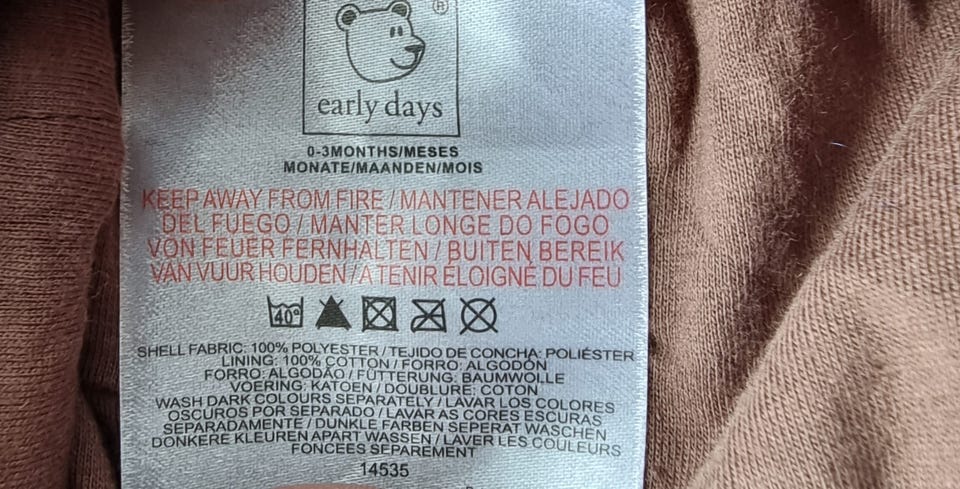 ®
early days
0-3MONTHS/MESES
MONATE/MAANDEN/MOIS
KEEP AWAY FROM FIRE / MANTENER ALEJADO
DEL FUEGO / MANTER LONGE DO FOGO
VON FEUER FERNHALTEN / BUITEN BEREIK
VAN VUUR HOUDEN / A TENIR ÉLOIGNÉ DU FEU
40°
SHELL FABRIC: 100% POLYESTER / TEJIDO DE CONCHA: POLIÉSTER
LINING: 100% COTTON / FORRO: ALGODÓN
FORRO: ALGODÃO / FÜTTERUNG: BAUMWOLLE
VOERING: KATOEN / DOUBLURE: COTON
WASH DARK COLOURS SEPARATELY / LAVAR LOS COLORES
OSCUROS POR SEPARADO / LAVAR AS CORES ESCURAS
SEPARADAMENTE / DUNKLE FARBEN SEPERAT WASCHEN
DONKERE KLEUREN APART WASSEN / LAVER LES COULEURS
FONCEES SEPAREMENT
14535